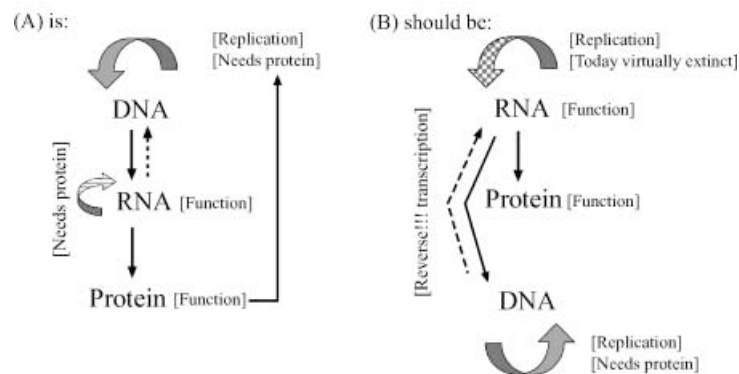 (A) is:
[Replication]
[Needs protein]
DNA
[Needs protein]
RNA [Function]
Protein [Function]
(B) should be:
[Replication]
[Today virtually extinct]
RNA [Function]
[Reverse!!! transcription]
Protein [Function]
DNA
[Replication]
[Needs protein]